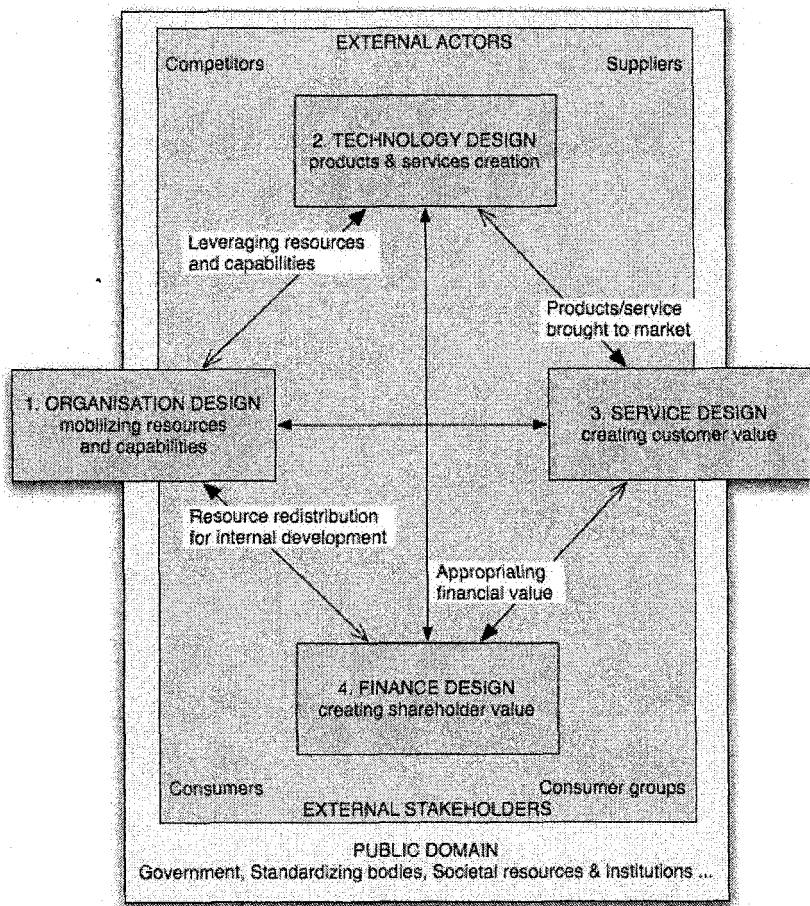 EXTERNAL ACTORS
Competitors
Suppliers
2. TECHNOLOGY DESIGN
products & services creation
Leveraging resources
and capabilities
Products/service
brought to market
1. ORGANISATION DESIGN
mobilizing resources
and capabilities
3. SERVICE DESIGN
creating customer value
Resource redistribution
for internal development
Appropriating
financial value
4. FINANCE DESIGN
creating shareholder value
Consumers
Consumer groups
EXTERNAL STAKEHOLDERS
PUBLIC DOMAIN
Government, Standardizing bodies, Societal resources & Institutions ...